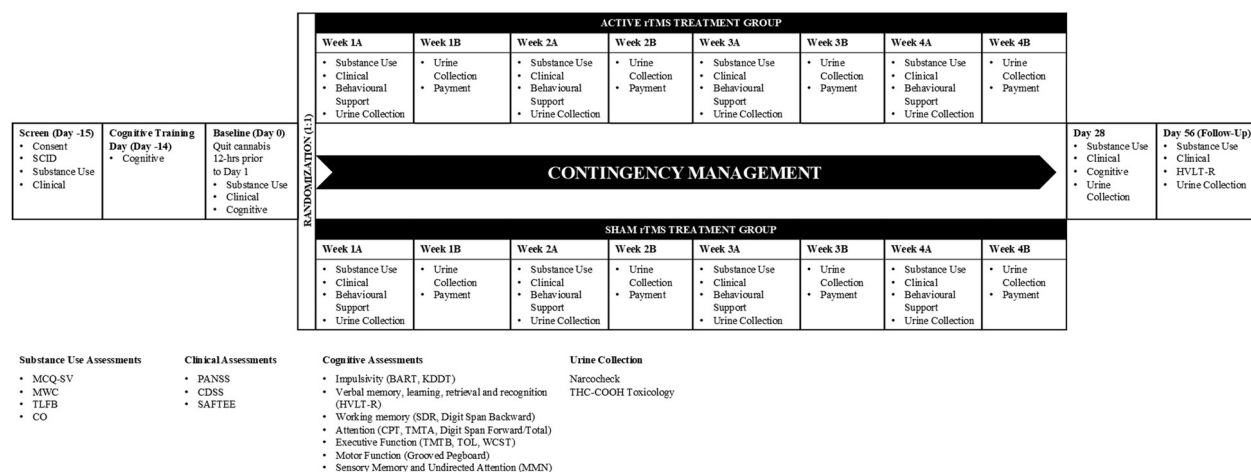 ACTIVE rTMS TREATMENT GROUP
Week 1A
• Substance Use
• Clinical
• Behavioural
Support
• Urine Collection
Week 1B
• Urine
Collection
• Payment
Week 2A
• Substance Use
• Clinical
• Behavioural
Support
• Urine Collection
Week 2B
• Urine
Collection
• Payment
Week 3A
• Substance Use
• Clinical
• Behavioural
Support
• Urine Collection
Week 3B
• Urine
Collection
• Payment
Week 4A
• Substance Use
• Clinical
• Behavioural
Support
• Urine Collection
Week 4B
• Urine
Collection
• Payment
Screen (Day -15)
• Consent
• SCID
• Substance Use
• Clinical
Cognitive Training
Day (Day -14)
• Cognitive
Baseline (Day 0)
Quit cannabis
12-hrs prior
to Day 1
• Substance Use
• Clinical
• Cognitive
RANDOMIZATION (1:1)
CONTINGENCY MANAGEMENT
Day 28
• Substance Use
• Clinical
• Cognitive
• Urine
Collection
Day 56 (Follow-Up)
• Substance Use
• Clinical
• HVLT-R
• Urine Collection
SHAM rTMS TREATMENT GROUP
Week 1A
• Substance Use
• Clinical
• Behavioural
Support
• Urine Collection
Week 1B
• Urine
Collection
• Payment
Week 2A
• Substance Use
• Clinical
• Behavioural
Support
• Urine Collection
Week 2B
• Urine
Collection
• Payment
Week 3A
• Substance Use
• Clinical
• Behavioural
Support
• Urine Collection
Week 3B
• Urine
Collection
• Payment
Week 4A
• Substance Use
• Clinical
• Behavioural
Support
• Urine Collection
Week 4B
• Urine
Collection
• Payment
Substance Use Assessments
• MCQ-SV
• MWC
• TLFB
• CO
Clinical Assessments
• PANSS
• CDSS
• SAFTEE
Cognitive Assessments
• Impulsivity (BART, KDDT)
• Verbal memory, learning, retrieval and recognition
(HVLT-R)
• Working memory (SDR, Digit Span Backward)
• Attention (CPT, TMTA, Digit Span Forward/Total)
• Executive Function (TMTB, TOL, WCST)
• Motor Function (Grooved Pegboard)
• Sensory Memory and Undirected Attention (MMN)
Urine Collection
Narcocheck
THC-COOH Toxicology